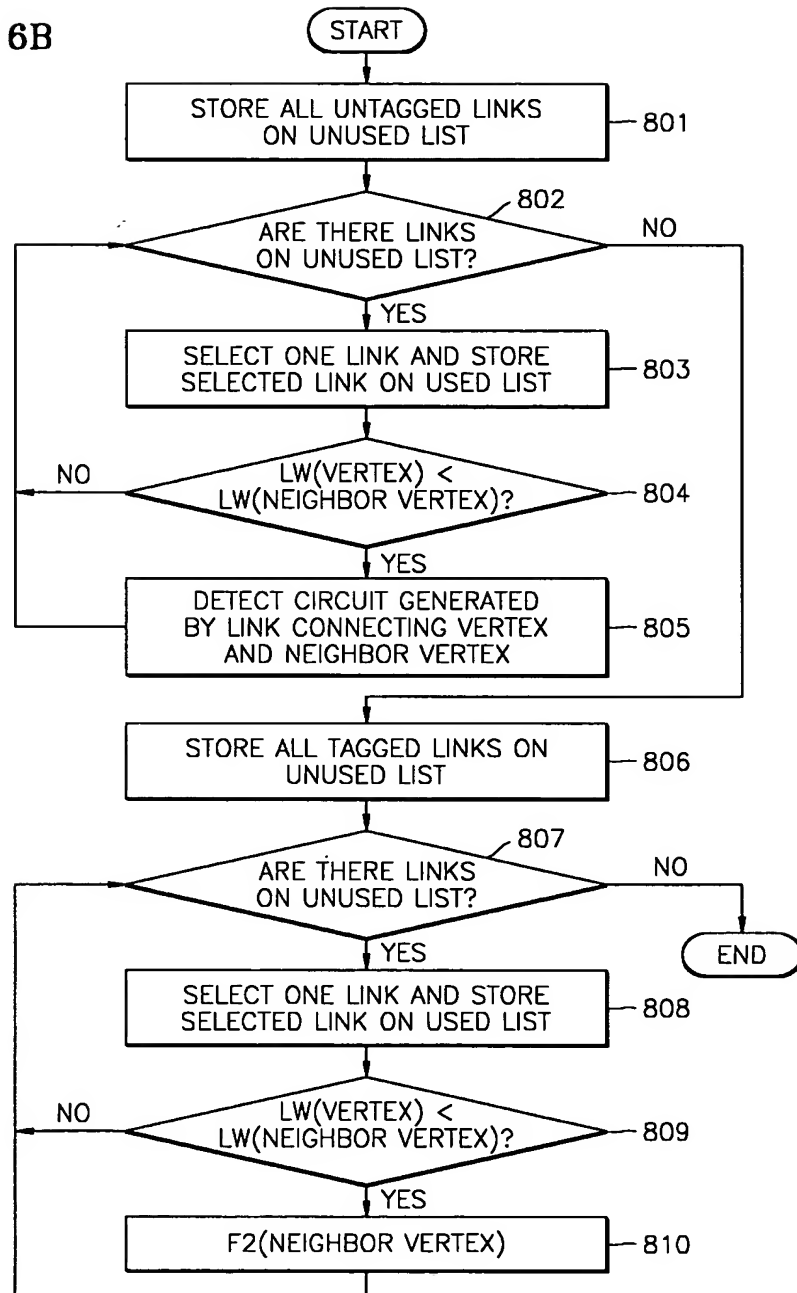 6B
START
STORE ALL UNTAGGED LINKS
ON UNUSED LIST
801
802
ARE THERE LINKS
ON UNUSED LIST?
NO
YES
SELECT ONE LINK AND STORE
SELECTED LINK ON USED LIST
803
NO
LW(VERTEX) <
LW(NEIGHBOR VERTEX)?
804
YES
DETECT CIRCUIT GENERATED
BY LINK CONNECTING VERTEX
AND NEIGHBOR VERTEX
805
STORE ALL TAGGED LINKS ON
UNUSED LIST
806
807
ARE THERE LINKS
ON UNUSED LIST?
NO
YES
END
SELECT ONE LINK AND STORE
SELECTED LINK ON USED LIST
808
NO
LW(VERTEX) <
LW(NEIGHBOR VERTEX)?
809
YES
F2(NEIGHBOR VERTEX)
810